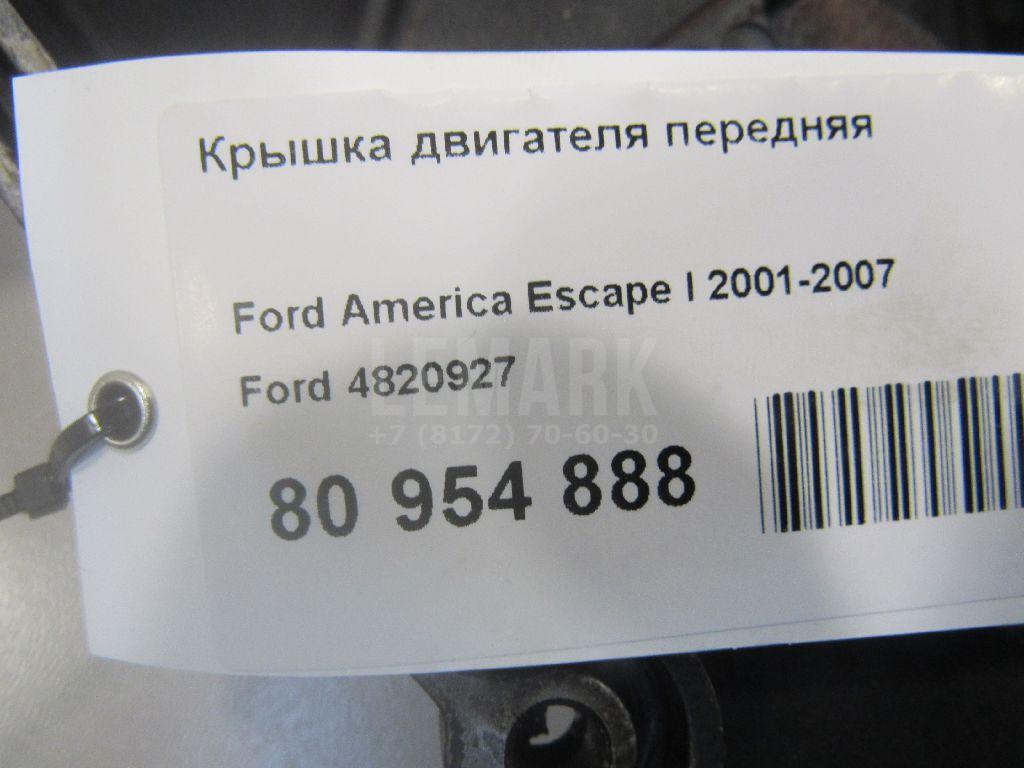 Крышка двигателя передняя
Ford America Escape I 2001-2007
Ford 4820927
LEMARK
+7 (8172) 70-60-30
80 954 888